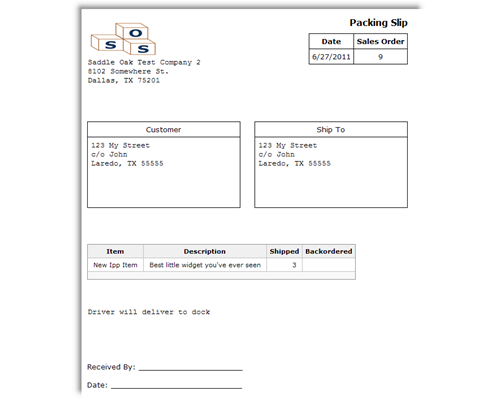 Packing Slip
O
S S
Date Sales Order
6/27/2011 9
Saddle Oak Test Company 2
8102 Somewhere St.
Dallas, TX 75201
Customer
123 My Street
c/o John
Laredo, TX 55555
Ship To
123 My Street
c/o John
Laredo, TX 55555
Item Description Shipped Backordered
New Ipp Item Best little widget you've ever seen 3
Driver will deliver to dock
Received By:
Date: